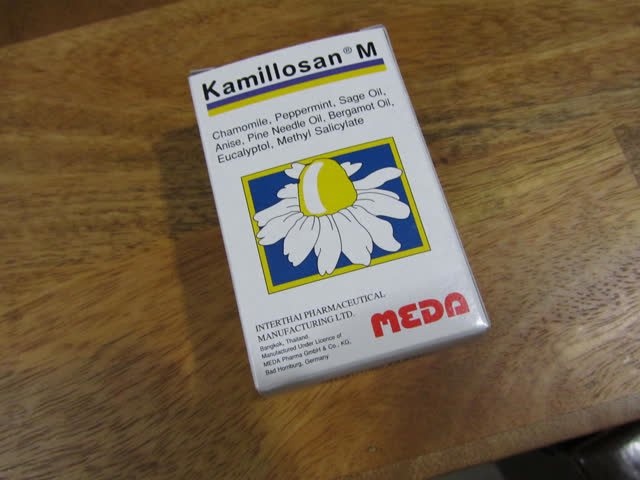 Kamillosan® M
Chamomile, Peppermint, Sage Oil,
Anise, Pine Needle Oil, Bergamot Oil,
Eucalyptol, Methyl Salicylate
INTERTHAI PHARMACEUTICAL
MANUFACTURING LTD.
Bangkok, Thailand.
Manufactured Under Licence of
MEDA Pharma GmbH & Co., KG,
Bad Homburg, Germany
MEDA